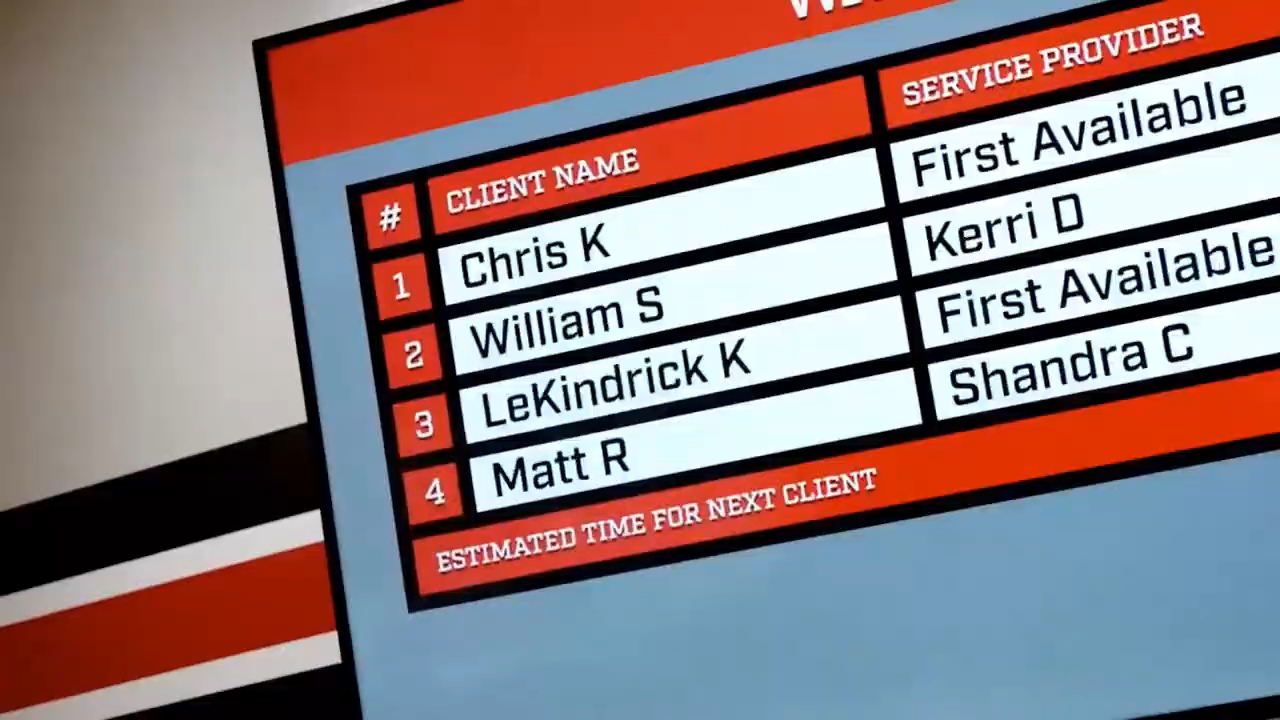 # CLIENT NAME SERVICE PROVIDER
1 Chris K First Available
2 William S Kerri D
3 LeKindrick K First Available
4 Matt R Shandra C
ESTIMATED TIME FOR NEXT CLIENT